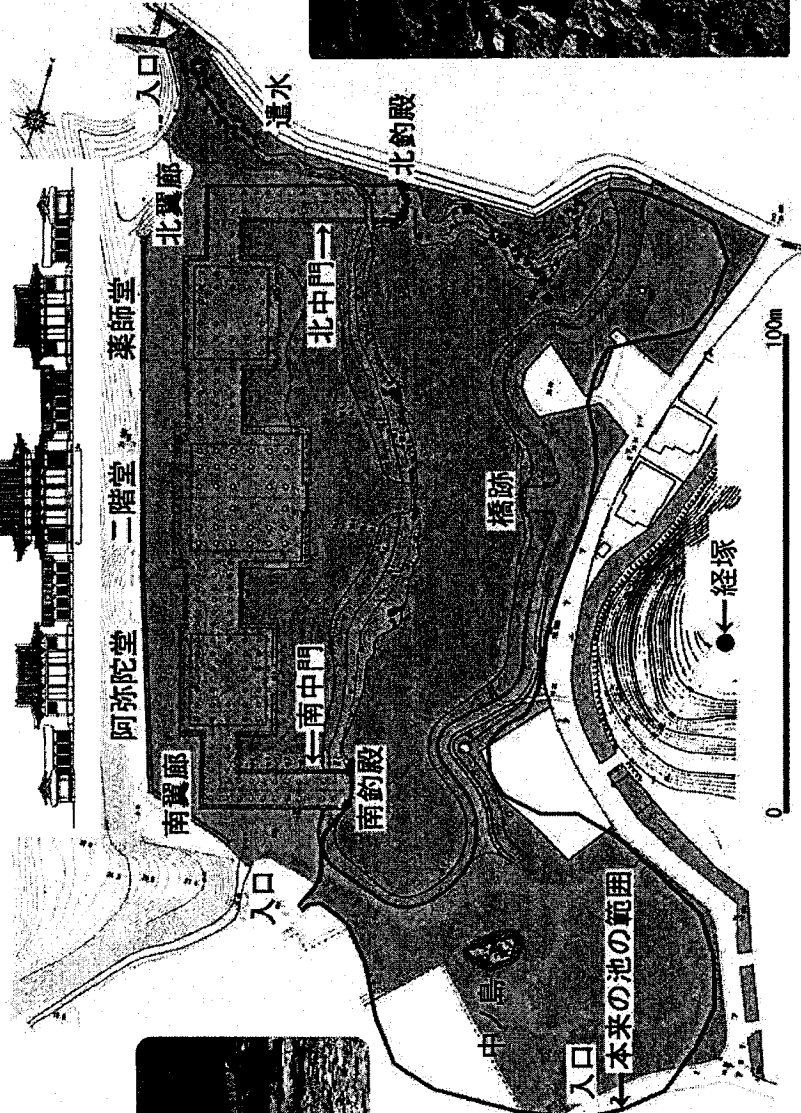 入口
遣水
北翼廊
北釣殿
薬師堂
北中門→
二階堂
橋跡
阿弥陀堂
←南中門
南翼廊
南釣殿
入口
中ノ島
入口
←本来の池の範囲
←経塚
0
100m